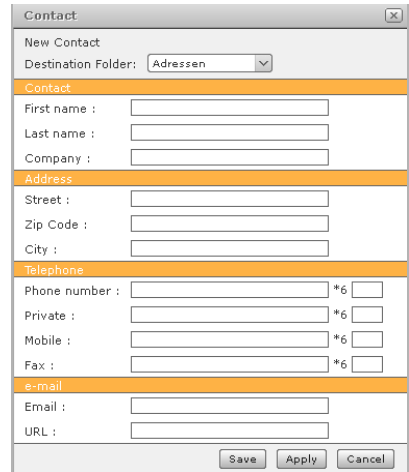 Contact
New Contact
Destination Folder: Adressen
Contact
First name :
Last name :
Company :
Address
Street :
Zip Code :
City :
Telephone
Phone number : *6
Private : *6
Mobile : *6
Fax : *6
e-mail
Email :
URL :
Save Apply Cancel